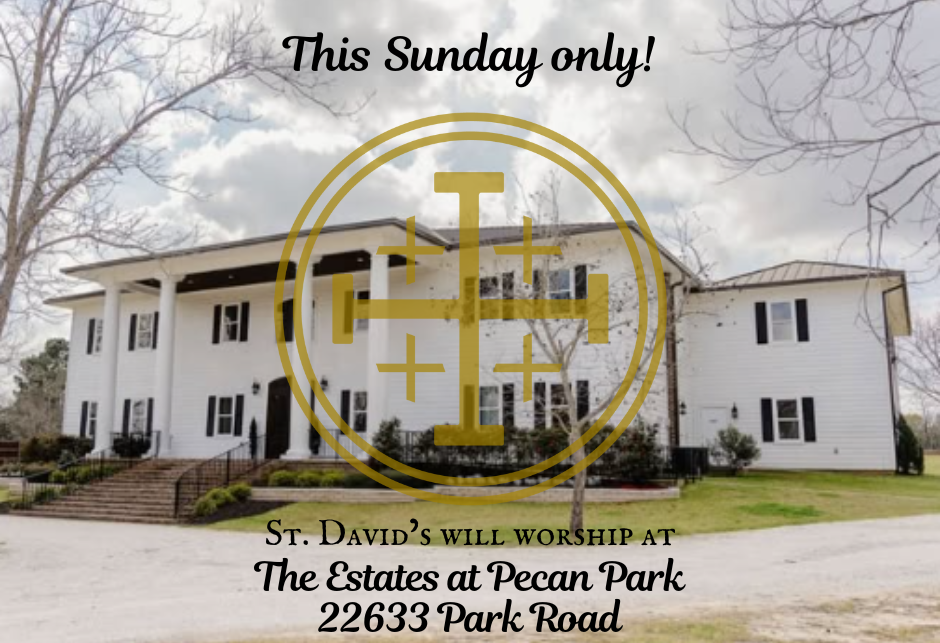 This Sunday only!
St. David's will worship at
The Estates at Pecan Park
22633 Park Road